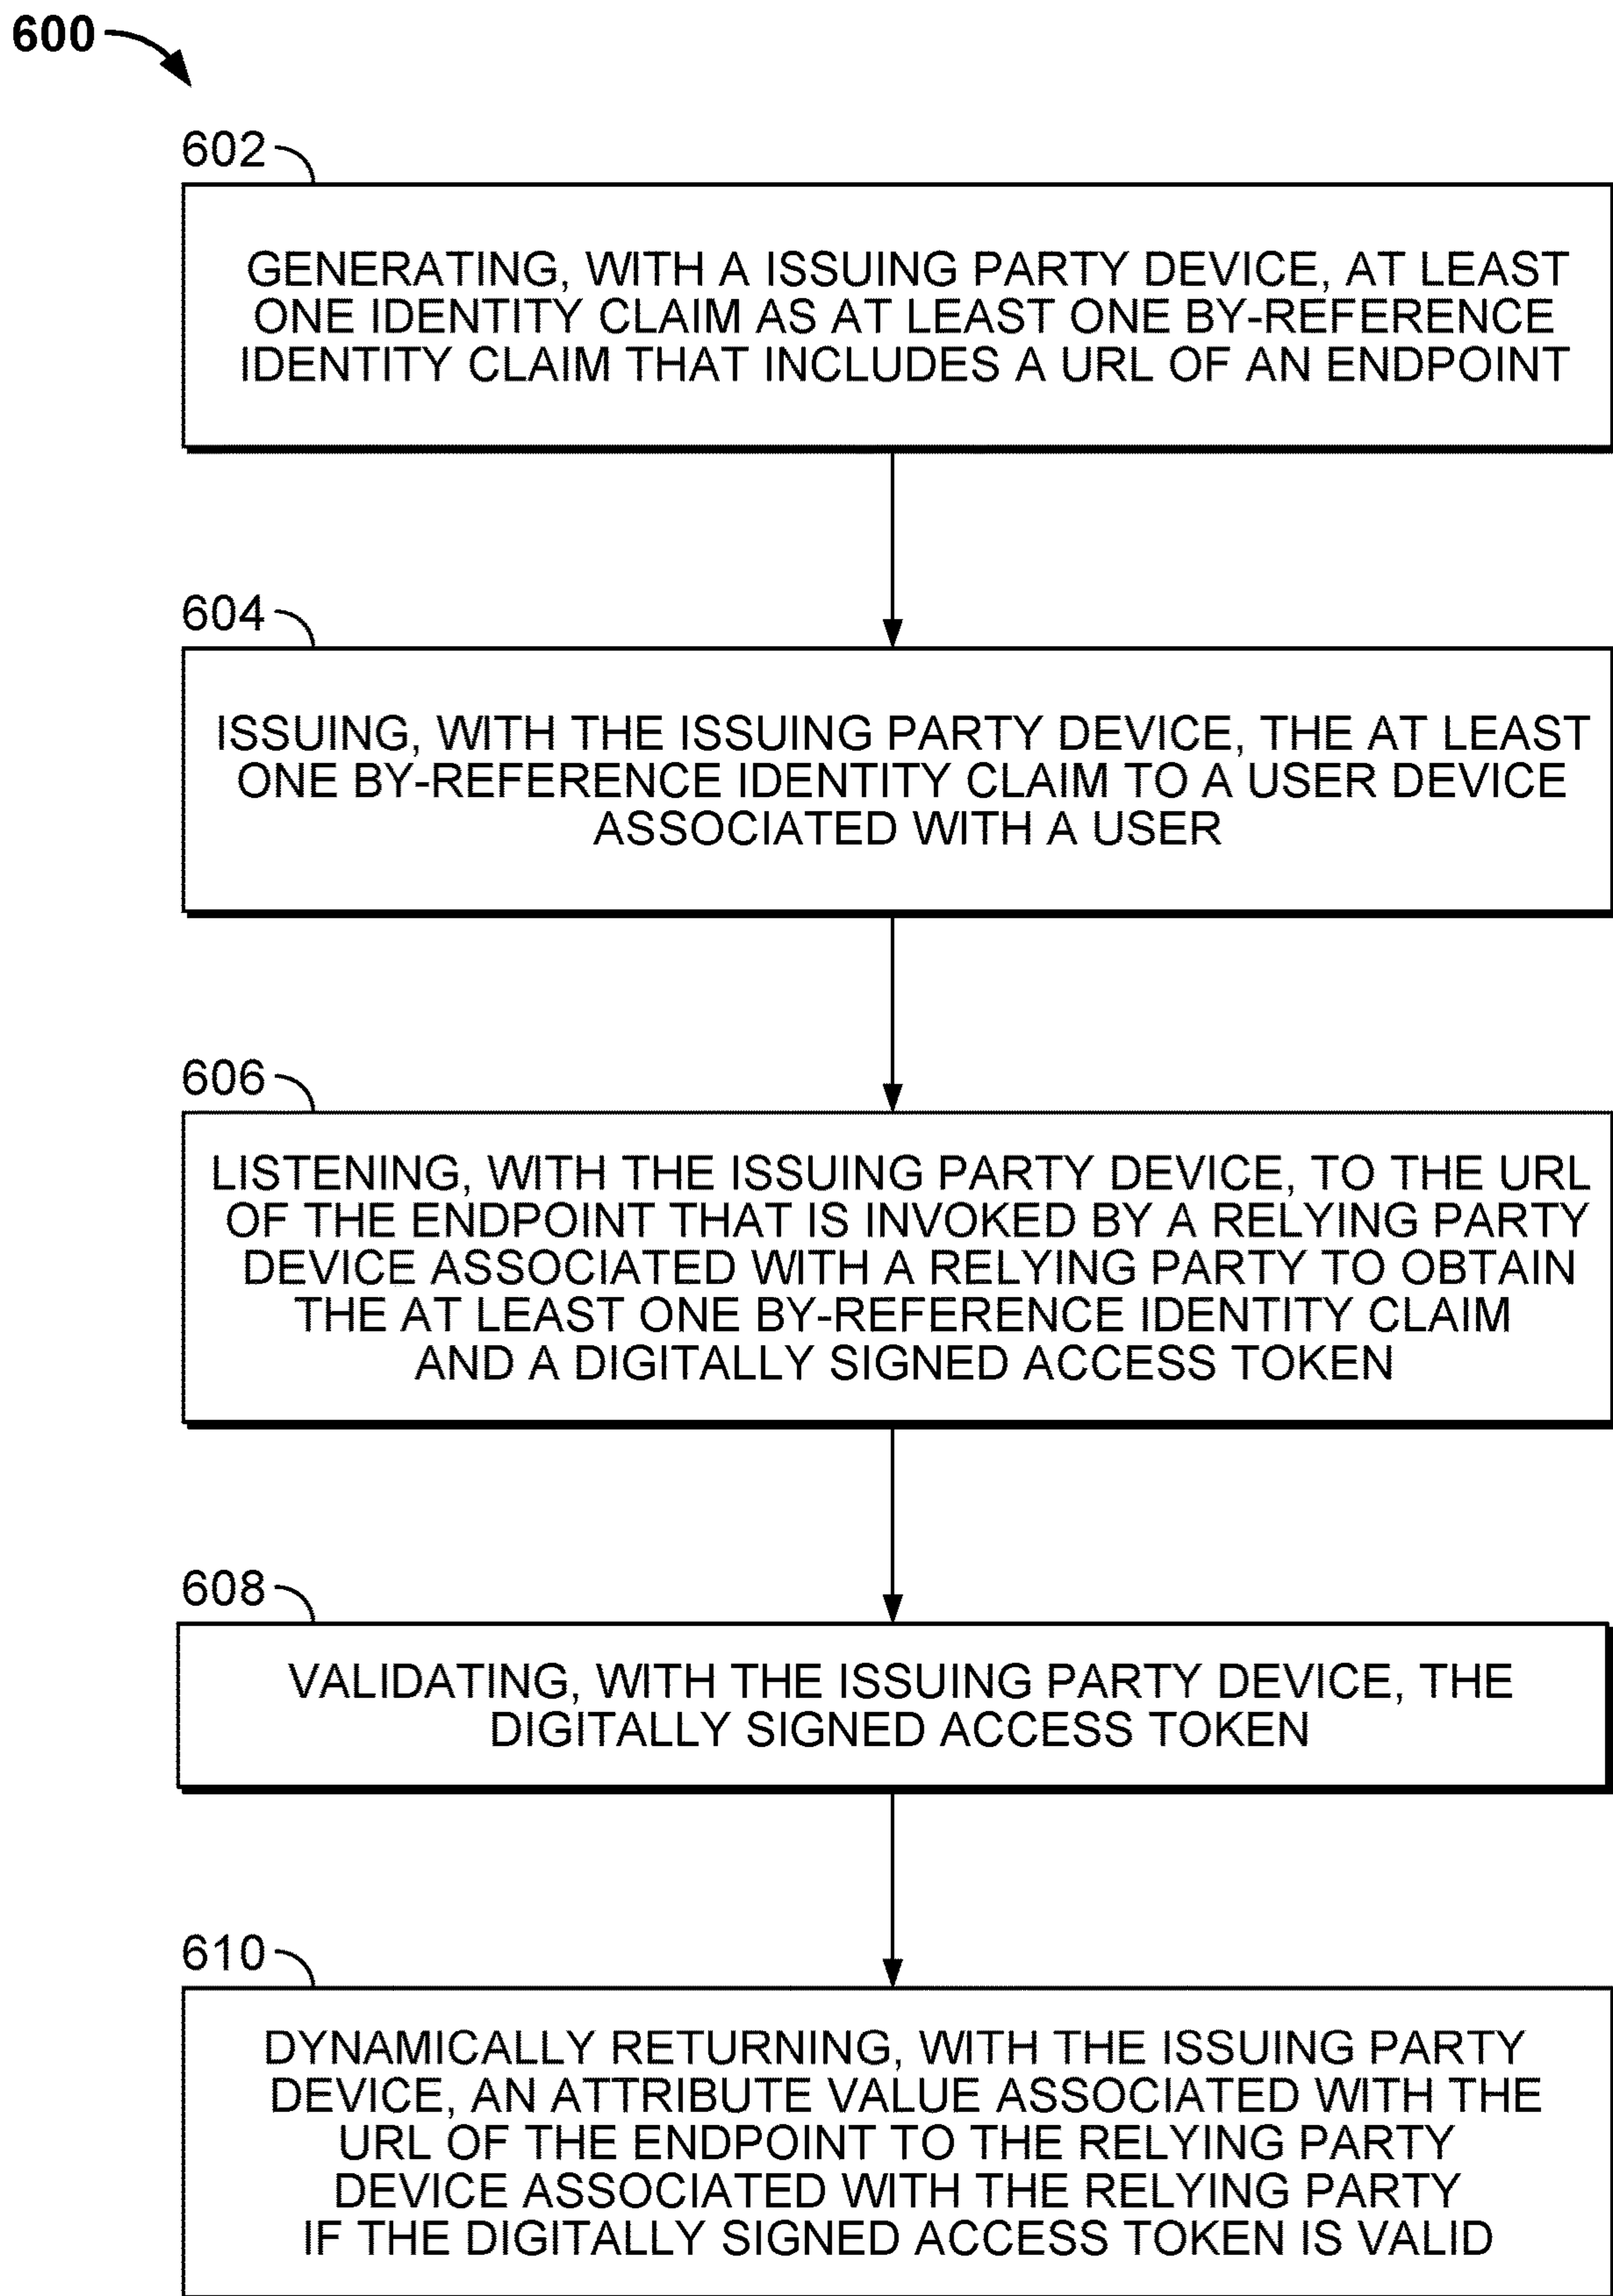 600
602
GENERATING, WITH A ISSUING PARTY DEVICE, AT LEAST
ONE IDENTITY CLAIM AS AT LEAST ONE BY-REFERENCE
IDENTITY CLAIM THAT INCLUDES A URL OF AN ENDPOINT
604
ISSUING, WITH THE ISSUING PARTY DEVICE, THE AT LEAST
ONE BY-REFERENCE IDENTITY CLAIM TO A USER DEVICE
ASSOCIATED WITH A USER
606
LISTENING, WITH THE ISSUING PARTY DEVICE, TO THE URL
OF THE ENDPOINT THAT IS INVOKED BY A RELYING PARTY
DEVICE ASSOCIATED WITH A RELYING PARTY TO OBTAIN
THE AT LEAST ONE BY-REFERENCE IDENTITY CLAIM
AND A DIGITALLY SIGNED ACCESS TOKEN
608
VALIDATING, WITH THE ISSUING PARTY DEVICE, THE
DIGITALLY SIGNED ACCESS TOKEN
610
DYNAMICALLY RETURNING, WITH THE ISSUING PARTY
DEVICE, AN ATTRIBUTE VALUE ASSOCIATED WITH THE
URL OF THE ENDPOINT TO THE RELYING PARTY
DEVICE ASSOCIATED WITH THE RELYING PARTY
IF THE DIGITALLY SIGNED ACCESS TOKEN IS VALID